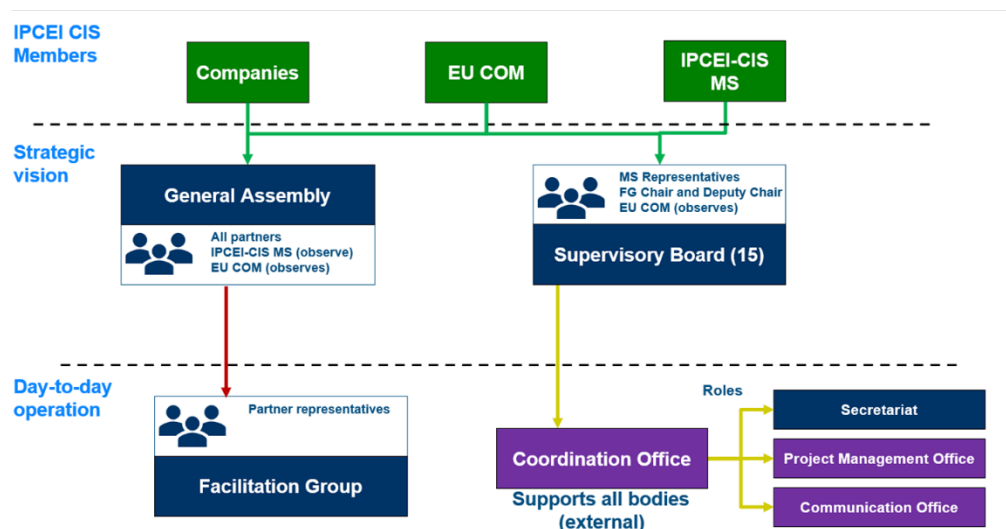 IPCEI CIS
Members
Companies
EU COM
IPCEI-CIS
MS
Strategic
vision
General Assembly
All partners
IPCEI-CIS MS (observe)
EU COM (observes)
MS Representatives
FG Chair and Deputy Chair
EU COM (observes)
Supervisory Board (15)
Day-to-day
operation
Partner representatives
Facilitation Group
Coordination Office
Supports all bodies
(external)
Roles
Secretariat
Project Management Office
Communication Office